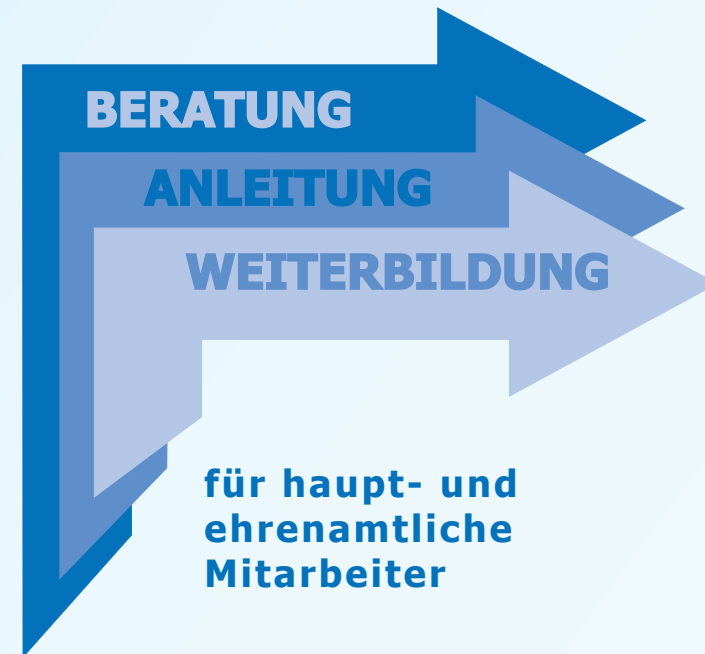 BERATUNG
ANLEITUNG
WEITERBILDUNG
für haupt- und
ehrenamtliche
Mitarbeiter